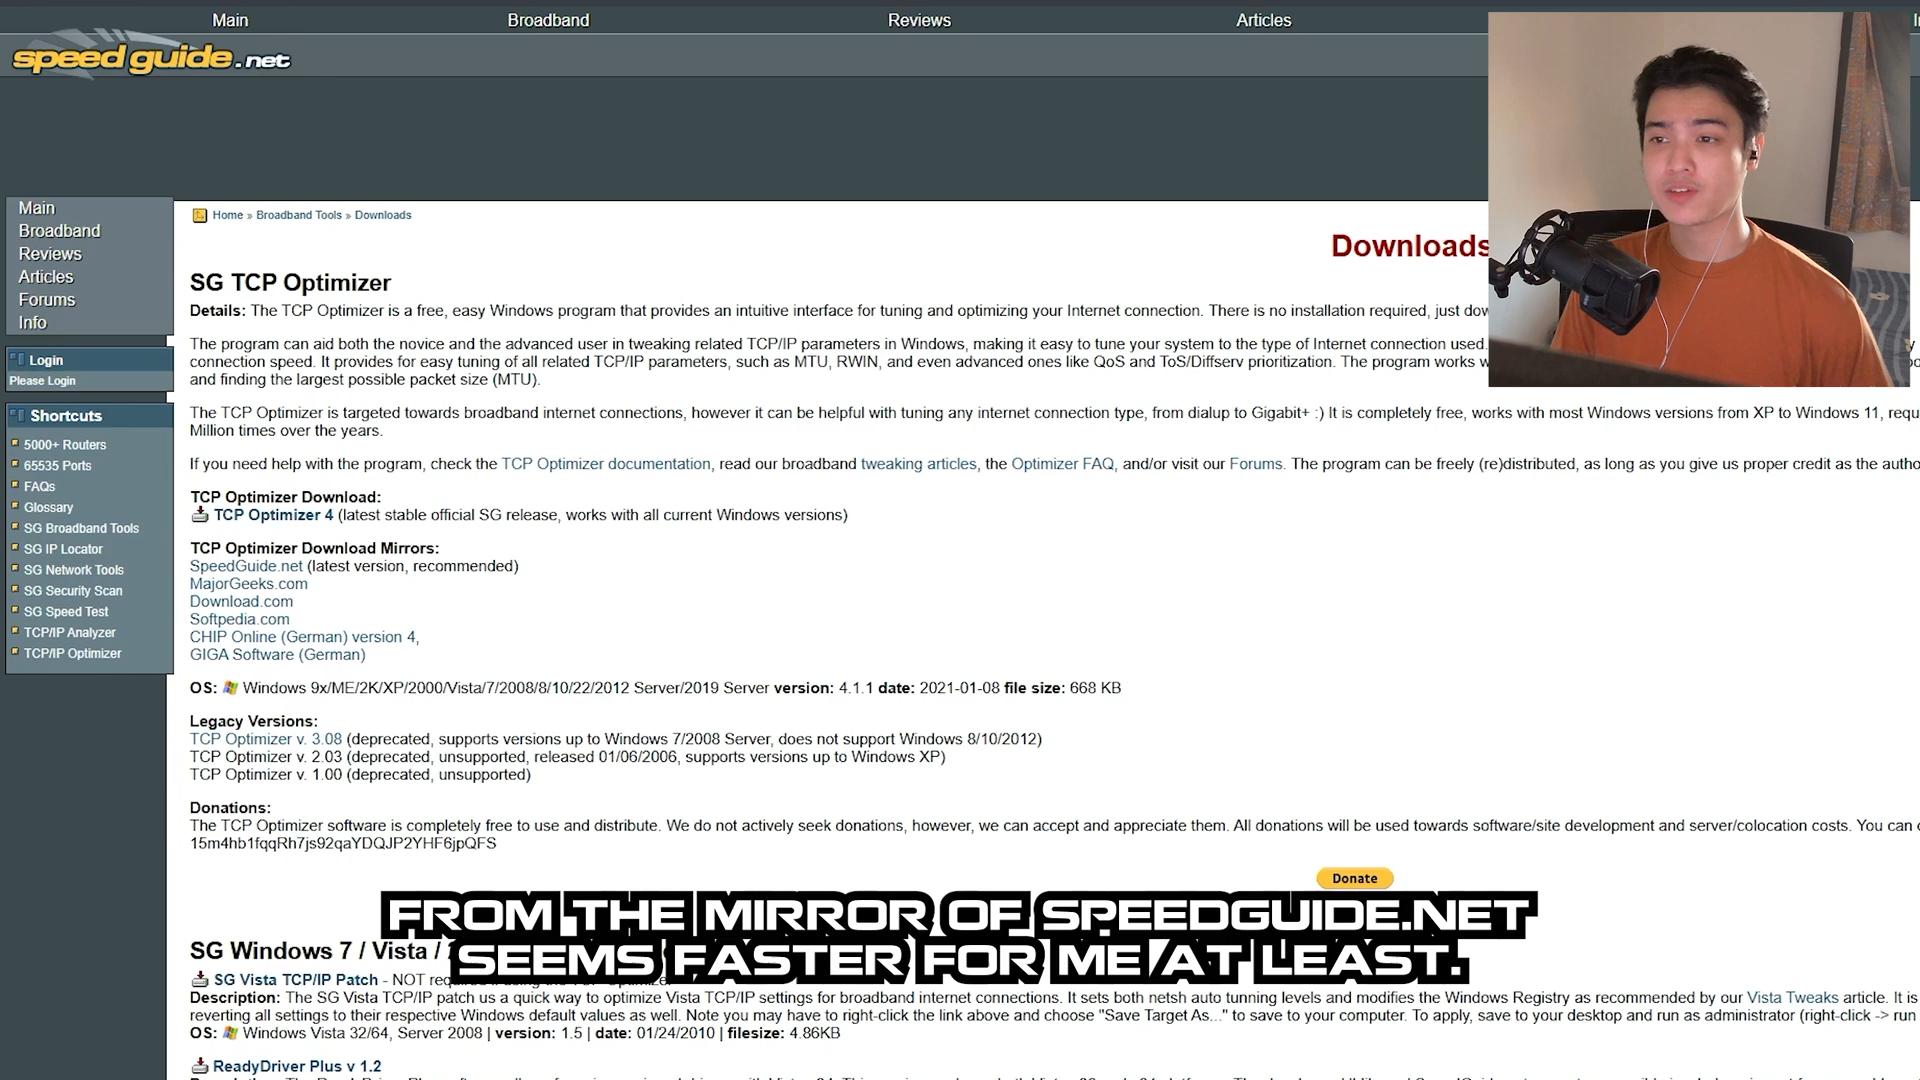 Main
Broadband
Reviews
Articles
speedguide.net
Main
Broadband
Reviews
Articles
Forums
Info
Login
Please Login
Shortcuts
5000+ Routers
65535 Ports
FAQs
Glossary
SG Broadband Tools
SG IP Locator
SG Network Tools
SG Security Scan
SG Speed Test
TCP/IP Analyzer
TCP/IP Optimizer
Home » Broadband Tools » Downloads
Downloads
SG TCP Optimizer
Details: The TCP Optimizer is a free, easy Windows program that provides an intuitive interface for tuning and optimizing your Internet connection. There is no installation required, just
The program can aid both the novice and the advanced user in tweaking related TCP/IP parameters in Windows, making it easy to tune your system to the type of Internet connection used.
connection speed. It provides for easy tuning of all related TCP/IP parameters, such as MTU, RWIN, and even advanced ones like QoS and ToS/Diffserv prioritization. The program works
and finding the largest possible packet size (MTU).
The TCP Optimizer is targeted towards broadband internet connections, however it can be helpful with tuning any internet connection type, from dialup to Gigabit+ :) It is completely free, works with most Windows versions from XP to Windows 11,
Million times over the years.
If you need help with the program, check the TCP Optimizer documentation, read our broadband tweaking articles, the Optimizer FAQ, and/or visit our Forums. The program can be freely (re)distributed, as long as you give us proper credit as the
TCP Optimizer Download:
TCP Optimizer 4 (latest stable official SG release, works with all current Windows versions)
TCP Optimizer Download Mirrors:
SpeedGuide.net (latest version, recommended)
MajorGeeks.com
Download.com
Softpedia.com
CHIP Online (German) version 4,
GIGA Software (German)
OS: Windows 9x/ME/2K/XP/2000/Vista/7/2008/8/10/22/2012 Server/2019 Server version: 4.1.1 date: 2021-01-08 file size: 668 KB
Legacy Versions:
TCP Optimizer v. 3.08 (deprecated, supports versions up to Windows 7/2008 Server, does not support Windows 8/10/2012)
TCP Optimizer v. 2.03 (deprecated, unsupported, released 01/06/2006, supports versions up to Windows XP)
TCP Optimizer v. 1.00 (deprecated, unsupported)
Donations:
The TCP Optimizer software is completely free to use and distribute. We do not actively seek donations, however, we can accept and appreciate them. All donations will be used towards software/site development and server/colocation costs. You can
15m4hb1fqqRh7js92qaYDQJP2YHF6jpQFS
Donate
FROM THE MIRROR OF SPEEDGUIDE.NET
SEEMS FASTER FOR ME AT LEAST.
SG Windows 7 / Vista /
SG Vista TCP/IP Patch - NOT
Description: The SG Vista TCP/IP patch us a quick way to optimize Vista TCP/IP settings for broadband internet connections. It sets both netsh auto tunning levels and modifies the Windows Registry as recommended by our Vista Tweaks article. It is
reverting all settings to their respective Windows default values as well. Note you may have to right-click the link above and choose "Save Target As..." to save to your computer. To apply, save to your desktop and run as administrator (right-click -> run
OS: Windows Vista 32/64, Server 2008 | version: 1.5 | date: 01/24/2010 | filesize: 4.86KB
ReadyDriver Plus v 1.2